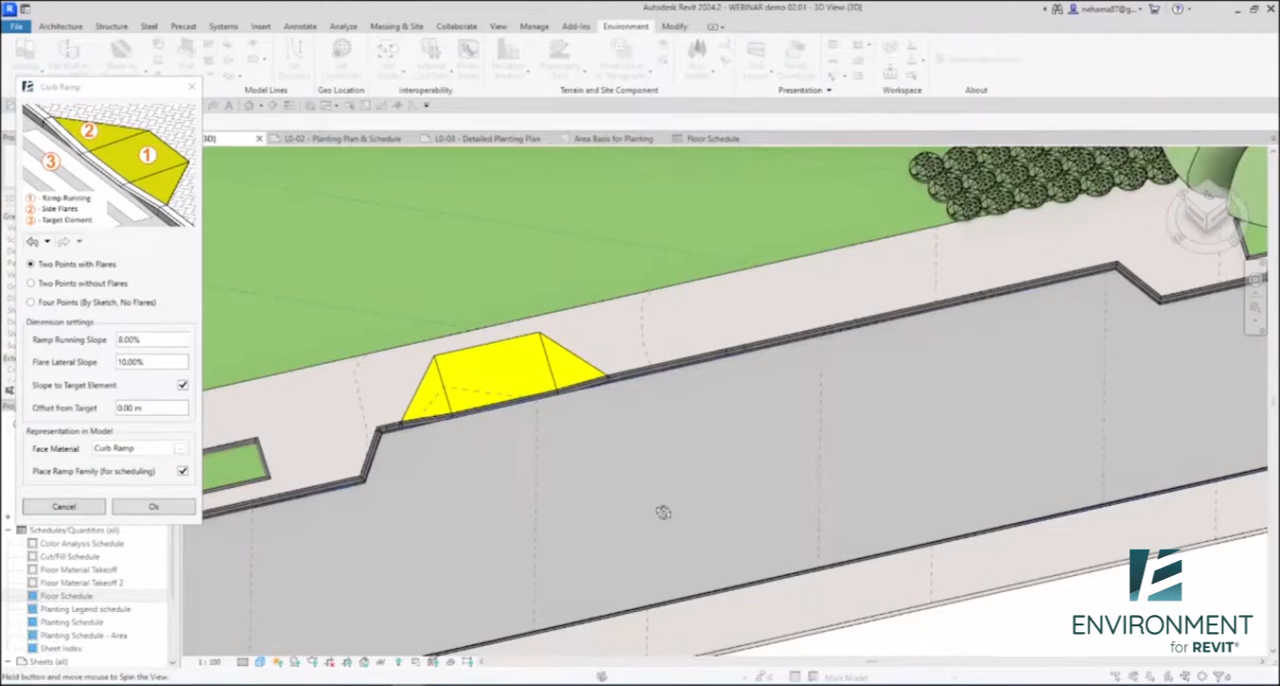 Autodesk Revit 2024.2 - WEBINAR demo 02.01 - 3D View {3D}
File Architecture Structure Steel Precast Systems Insert Annotate Analyze Massing & Site Collaborate View Manage Add-Ins Environment Modify
Model Lines Geo Location Interoperability Terrain and Site Component Presentation Workspace About
Curb Ramp
3D} L0-02 - Planting Plan & Schedule L0-03 - Detailed Planting Plan Area Basis for Planting Floor Schedule
2
1
3
1 - Ramp Running
2 - Side Flares
3 - Target Element
Two Points with Flares
Two Points without Flares
Four Points (By Sketch, No Flares)
Dimension settings
Ramp Running Slope 8.00%
Flare Lateral Slope 10.00%
Slope to Target Element
Offset from Target 0.00 m
Representation in Model
Face Material Curb Ramp
Place Ramp Family (for scheduling)
Cancel Ok
Schedules/Quantities (all)
Color Analysis Schedule
Cut/Fill Schedule
Floor Material Takeoff
Floor Material Takeoff 2
Floor Schedule
Planting Legend schedule
Planting Schedule
Planting Schedule - Area
Sheet Index
Sheets (all)
1 : 100
Main Model
Hold button and move mouse to Spin the View.
ENVIRONMENT
for REVIT®